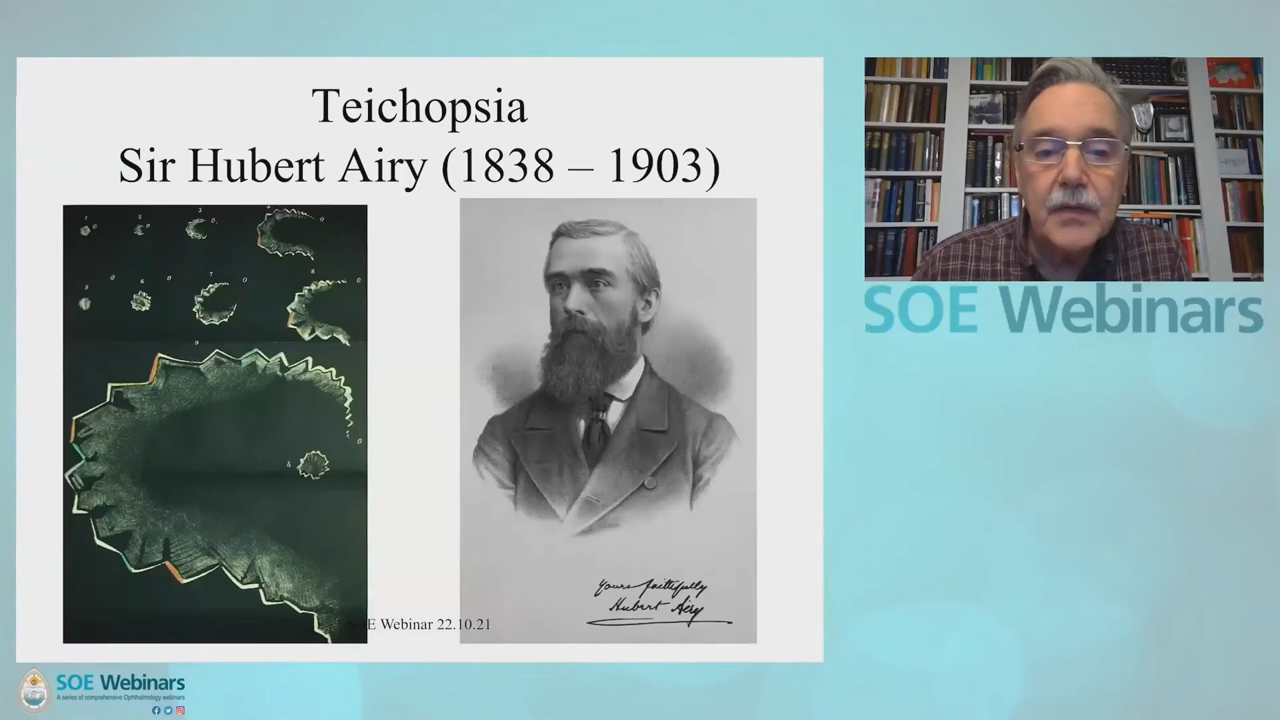 Teichopsia
Sir Hubert Airy (1838 – 1903)
Yours faithfully
Hubert Airy
E Webinar 22.10.21
SOE Webinars
SOE Webinars
A series of comprehensive Ophthalmology webinars